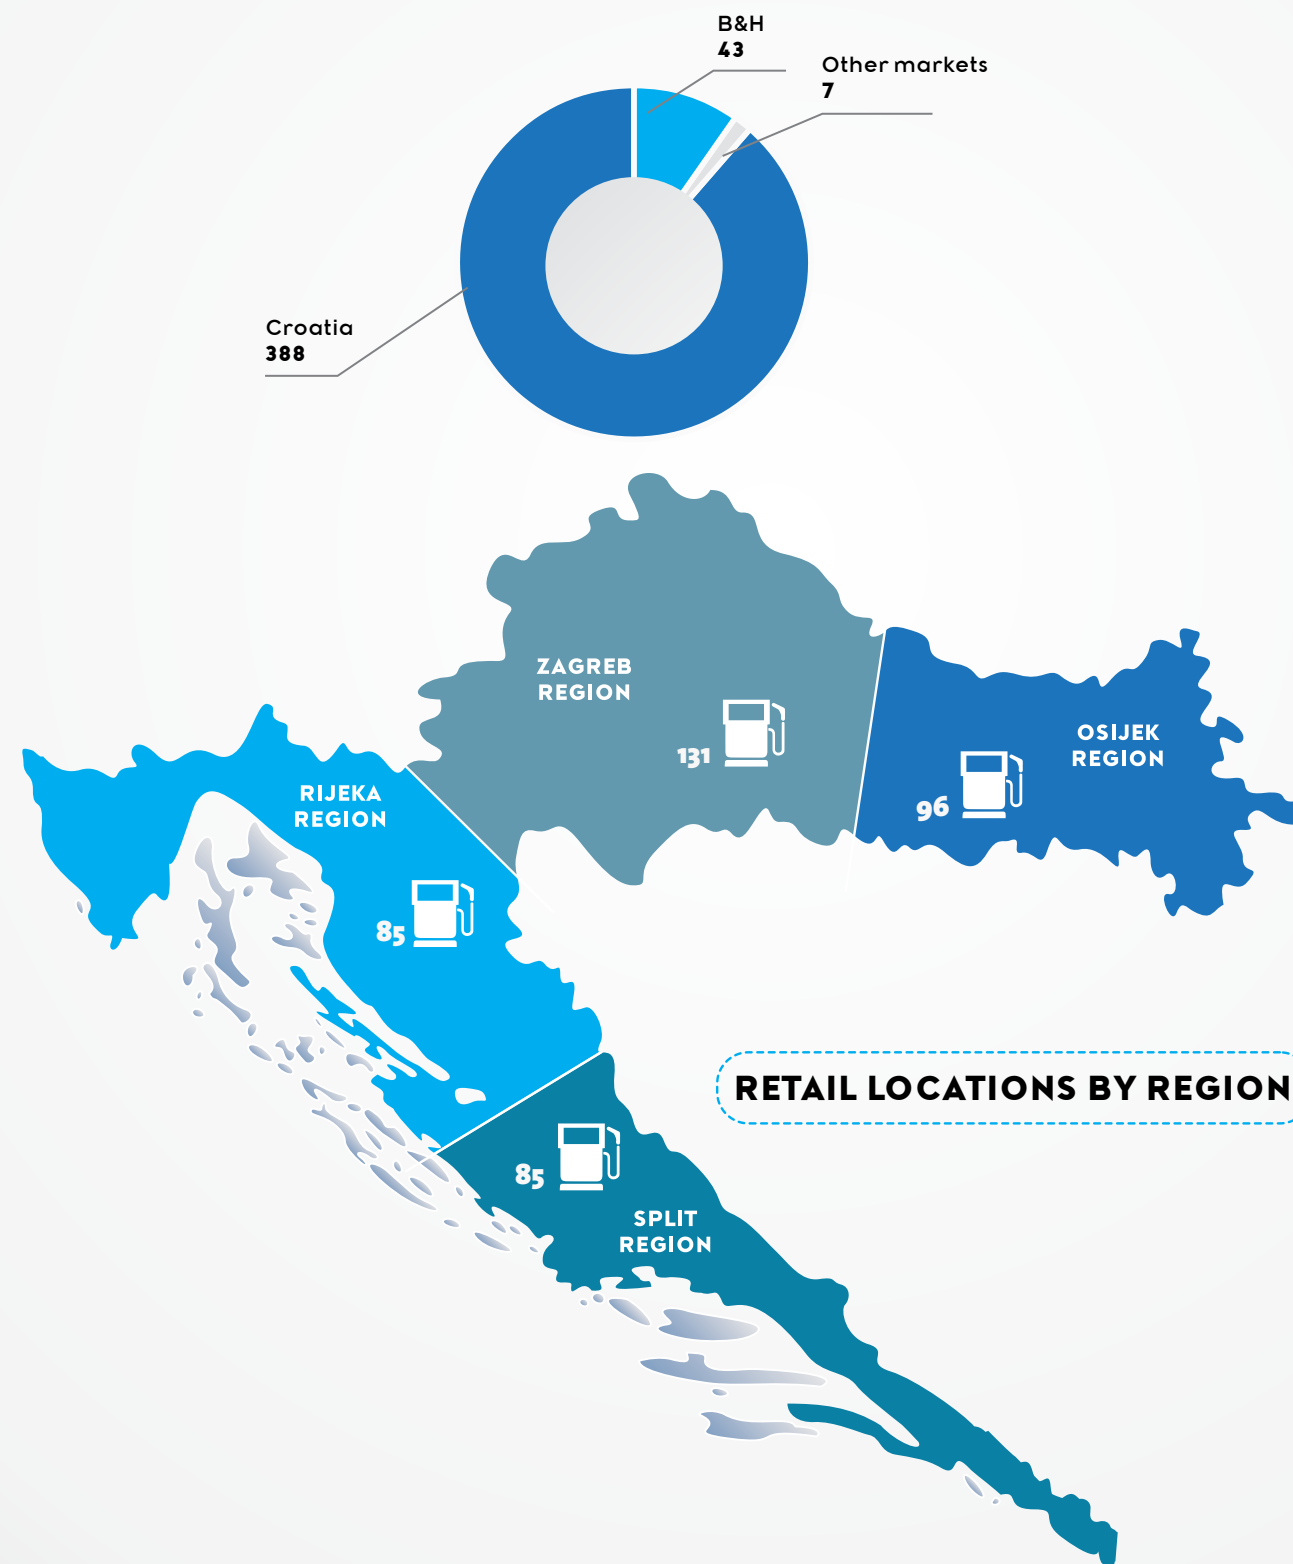 B&H
43
Other markets
7
Croatia
388
ZAGREB
REGION
131
OSIJEK
REGION
96
RIJEKA
REGION
85
RETAIL LOCATIONS BY REGION
85
SPLIT
REGION